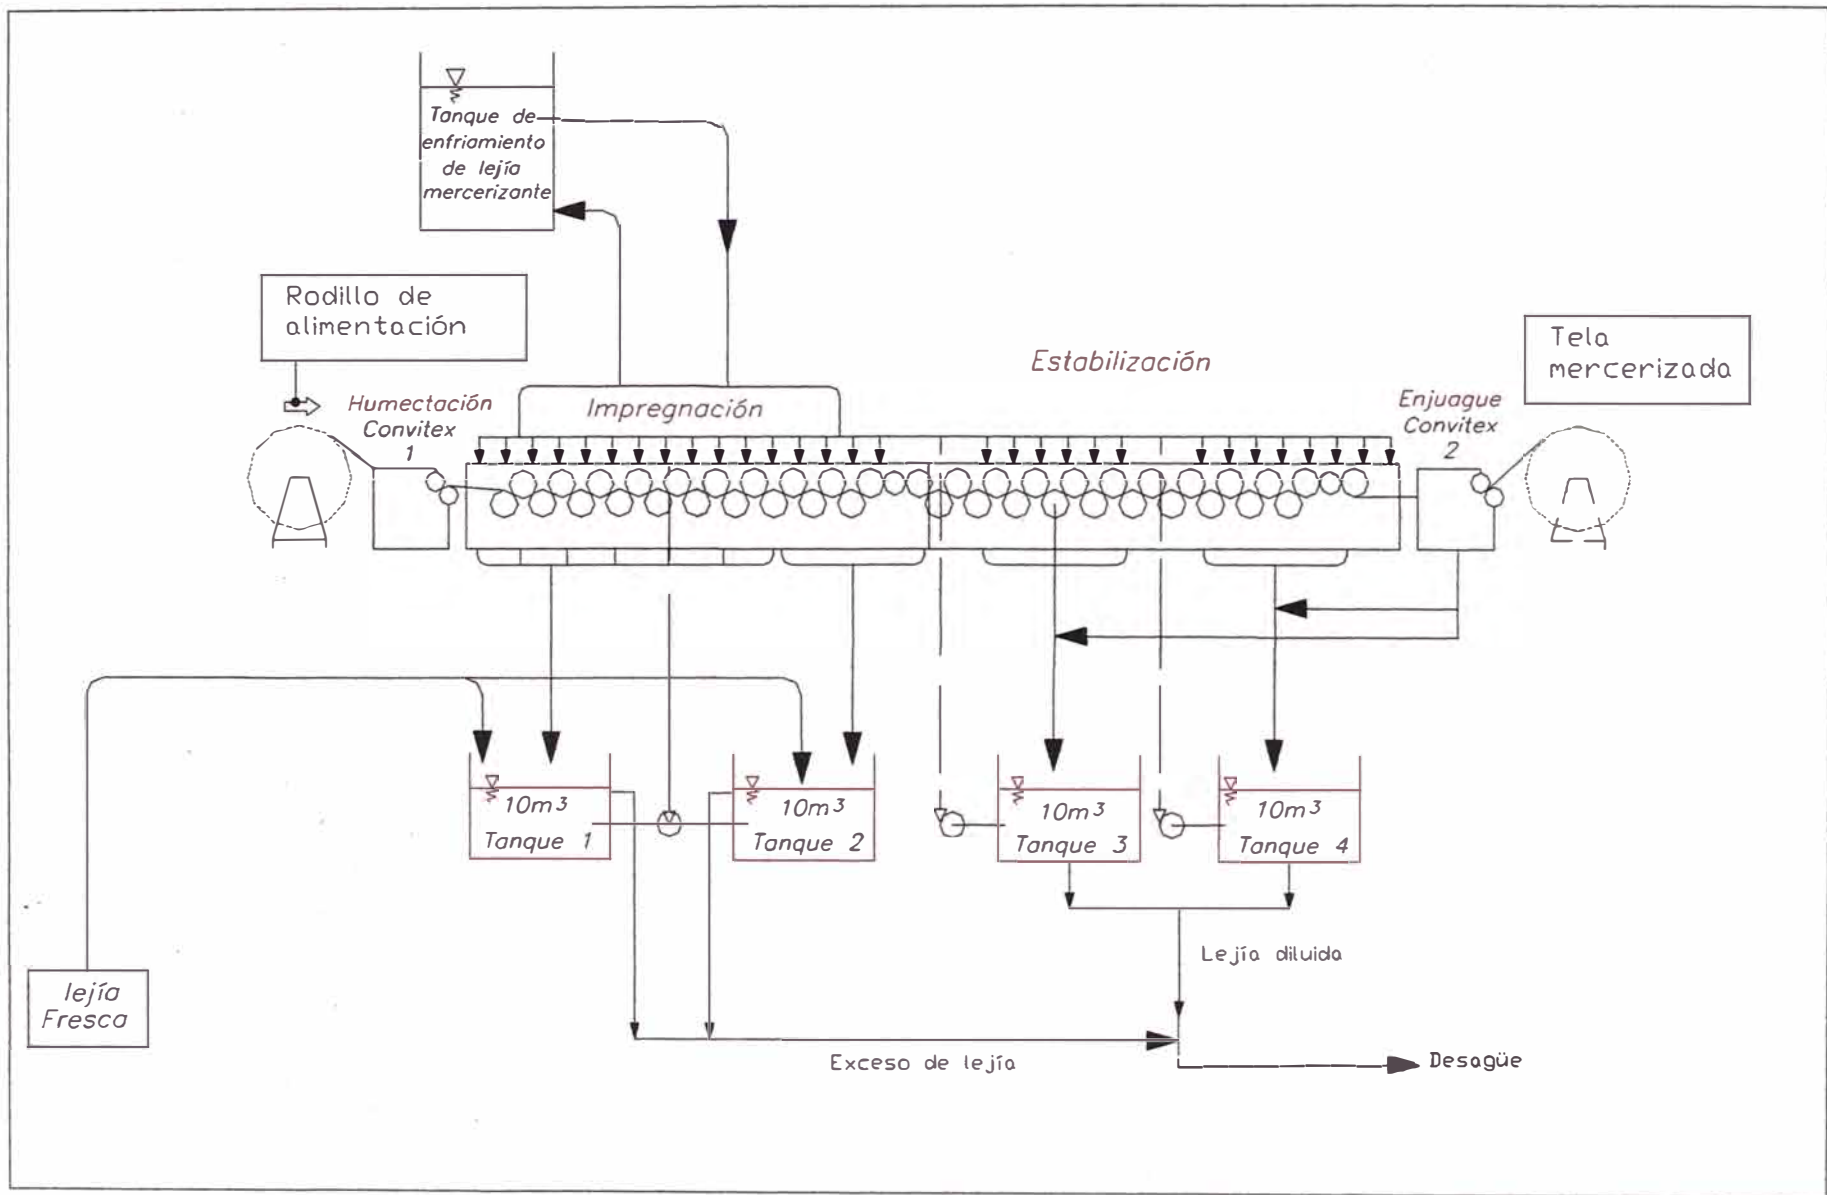 Tanque de
enfriamiento
de lejía
mercerizante
Rodillo de
alimentación
Tela
mercerizada
Estabilización
Humectación
Convitex
1
Impregnación
Enjuague
Convitex
2
10m³
Tanque 1
10m³
Tanque 2
10m³
Tanque 3
10m³
Tanque 4
Lejía diluida
lejía
Fresca
Exceso de lejía
Desagüe